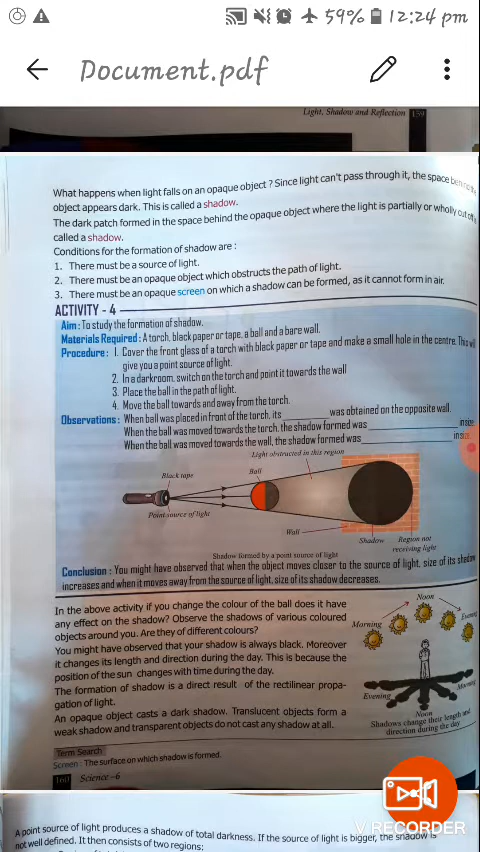 59% 12:24 pm
Document.pdf
Light, Shadow and Reflection 159
What happens when light falls on an opaque object ? Since light can't pass through it, the space behind the
object appears dark. This is called a shadow.
The dark patch formed in the space behind the opaque object where the light is partially or wholly cut off is
called a shadow.
Conditions for the formation of shadow are :
1. There must be a source of light.
2. There must be an opaque object which obstructs the path of light.
3. There must be an opaque screen on which a shadow can be formed, as it cannot form in air.
ACTIVITY - 4
Aim : To study the formation of shadow.
Materials Required : A torch, black paper or tape, a ball and a bare wall.
Procedure : 1. Cover the front glass of a torch with black paper or tape and make a small hole in the centre. This will
give you a point source of light.
2. In a darkroom, switch on the torch and point it towards the wall
3. Place the ball in the path of light.
4. Move the ball towards and away from the torch.
Observations : When ball was placed in front of the torch, its ____________ was obtained on the opposite wall.
When the ball was moved towards the torch, the shadow formed was ____________ in size.
When the ball was moved towards the wall, the shadow formed was ____________ in size.
Light obstructed in this region
Black tape
Ball
Point source of light
Wall
Shadow
Region not
receiving light
Shadow formed by a point source of light
Conclusion : You might have observed that when the object moves closer to the source of light, size of its shadow
increases and when it moves away from the source of light, size of its shadow decreases.
In the above activity if you change the colour of the ball does it have
any effect on the shadow? Observe the shadows of various coloured
objects around you. Are they of different colours?
You might have observed that your shadow is always black. Moreover
it changes its length and direction during the day. This is because the
position of the sun changes with time during the day.
The formation of shadow is a direct result of the rectilinear propa-
gation of light.
An opaque object casts a dark shadow. Translucent objects form a
weak shadow and transparent objects do not cast any shadow at all.
Noon
Morning
Evening
Evening
Morning
Noon
Shadows change their length and
direction during the day
Term Search
Screen : The surface on which shadow is formed.
160 Science-6
V RECORDER
A point source of light produces a shadow of total darkness. If the source of light is bigger, the shadow is
not well defined. It then consists of two regions: